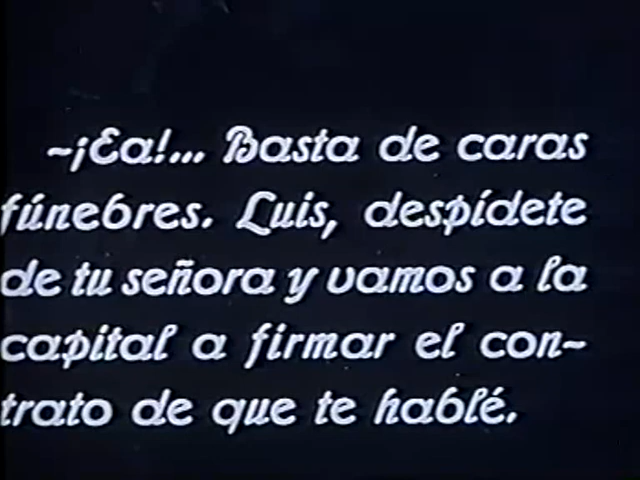 ~¡Ea!... Basta de caras
fúnebres. Luis, despídete
de tu señora y vamos a la
capital a firmar el con~
trato de que te hablé.